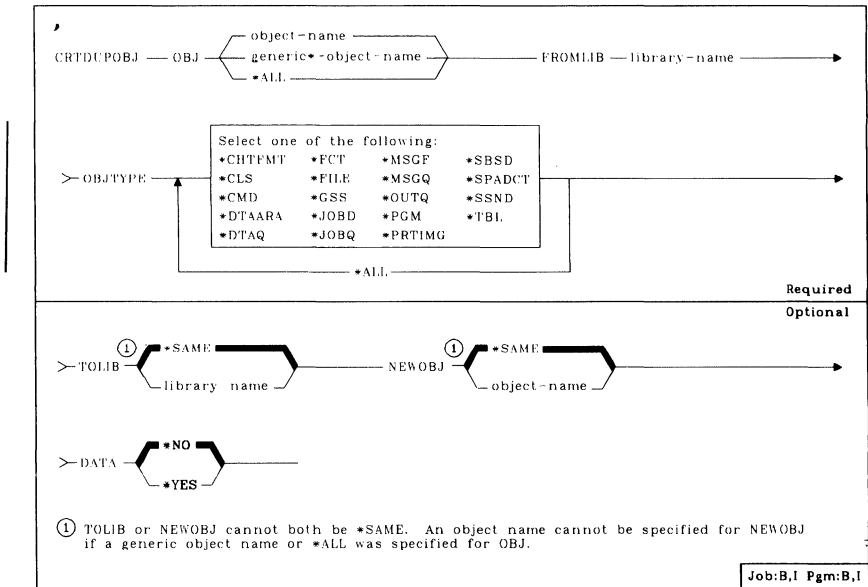 object-name
CRTDUPOBJ OBJ generic*-object-name FROMLIB library-name
*ALL
Select one of the following:
*CHTFMT *FCT *MSGF *SBSD
>OBJTYPE *CLS *FILE *MSGQ *SPADCT
*CMD *GSS *OUTQ *SSND
*DTAARA *JOBD *PGM *TBL
*DTAQ *JOBQ *PRTIMG
*ALL
Required
Optional
1 *SAME 1 *SAME
>TOLIB NEWOBJ
library name object-name
*NO
>DATA
*YES
1 TOLIB or NEWOBJ cannot both be *SAME. An object name cannot be specified for NEWOBJ
if a generic object name or *ALL was specified for OBJ.
Job:B,I Pgm:B,I